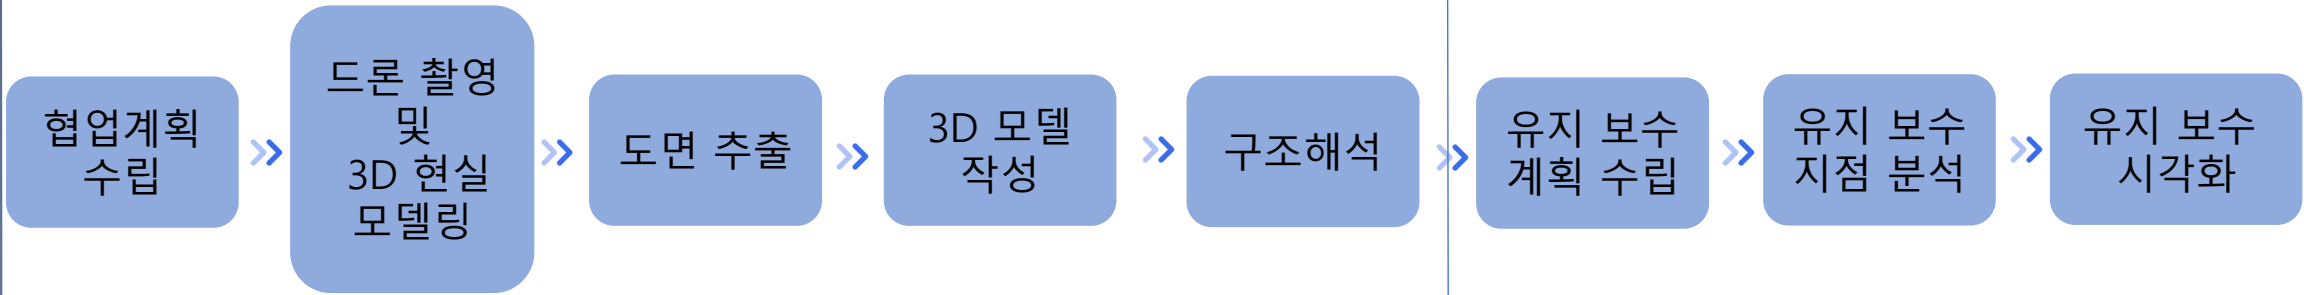 협업계획
수립
드론 촬영
및
3D 현실
모델링
도면 추출
3D 모델
작성
구조해석
유지 보수
계획 수립
유지 보수
지점 분석
유지 보수
시각화